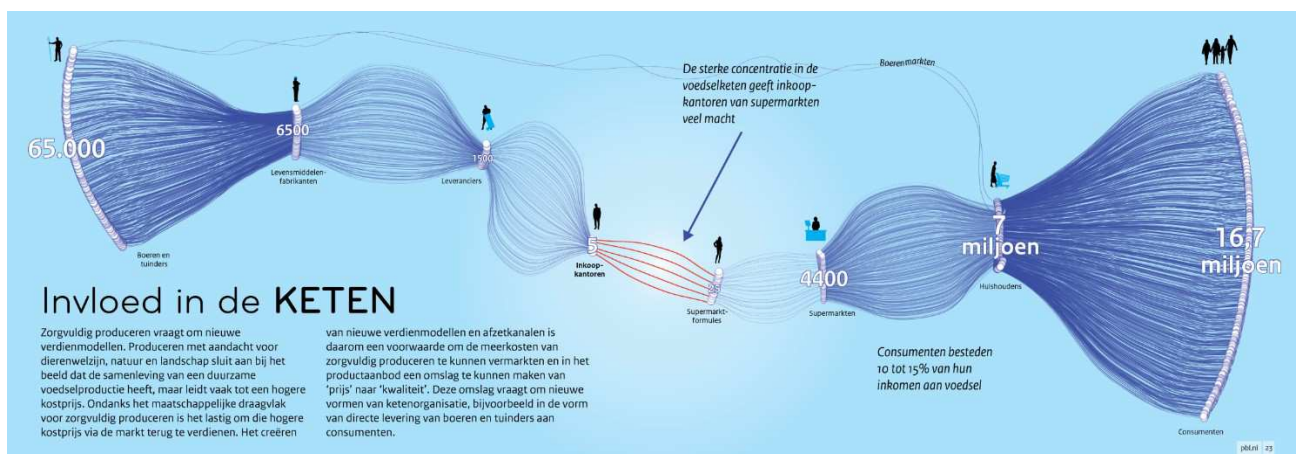 65.000
Boeren en
tuinders
6500
Levensmiddelen-
fabrikanten
1500
Leveranciers
5
Inkoop-
kantoren
De sterke concentratie in de
voedselketen geeft inkoop-
kantoren van supermarkten
veel macht
Supermarkt-
formules
4400
Supermarkten
Boerenmarkten
7
miljoen
Huishoudens
16,7
miljoen
Consumenten
Consumenten besteden
10 tot 15% van hun
inkomen aan voedsel
Invloed in de KETEN
Zorgvuldig produceren vraagt om nieuwe
verdienmodellen. Produceren met aandacht voor
dierenwelzijn, natuur en landschap sluit aan bij het
beeld dat de samenleving van een duurzame
voedselproductie heeft, maar leidt vaak tot een hogere
kostprijs. Ondanks het maatschappelijke draagvlak
voor zorgvuldig produceren is het lastig om die hogere
kostprijs via de markt terug te verdienen. Het creëren
van nieuwe verdienmodellen en afzetkanalen is
daarom een voorwaarde om de meerkosten van
zorgvuldig produceren te kunnen vermarkten en in het
productaanbod een omslag te kunnen maken van
‘prijs’ naar ‘kwaliteit’. Deze omslag vraagt om nieuwe
vormen van ketenorganisatie, bijvoorbeeld in de vorm
van directe levering van boeren en tuinders aan
consumenten.
pbl.nl 23